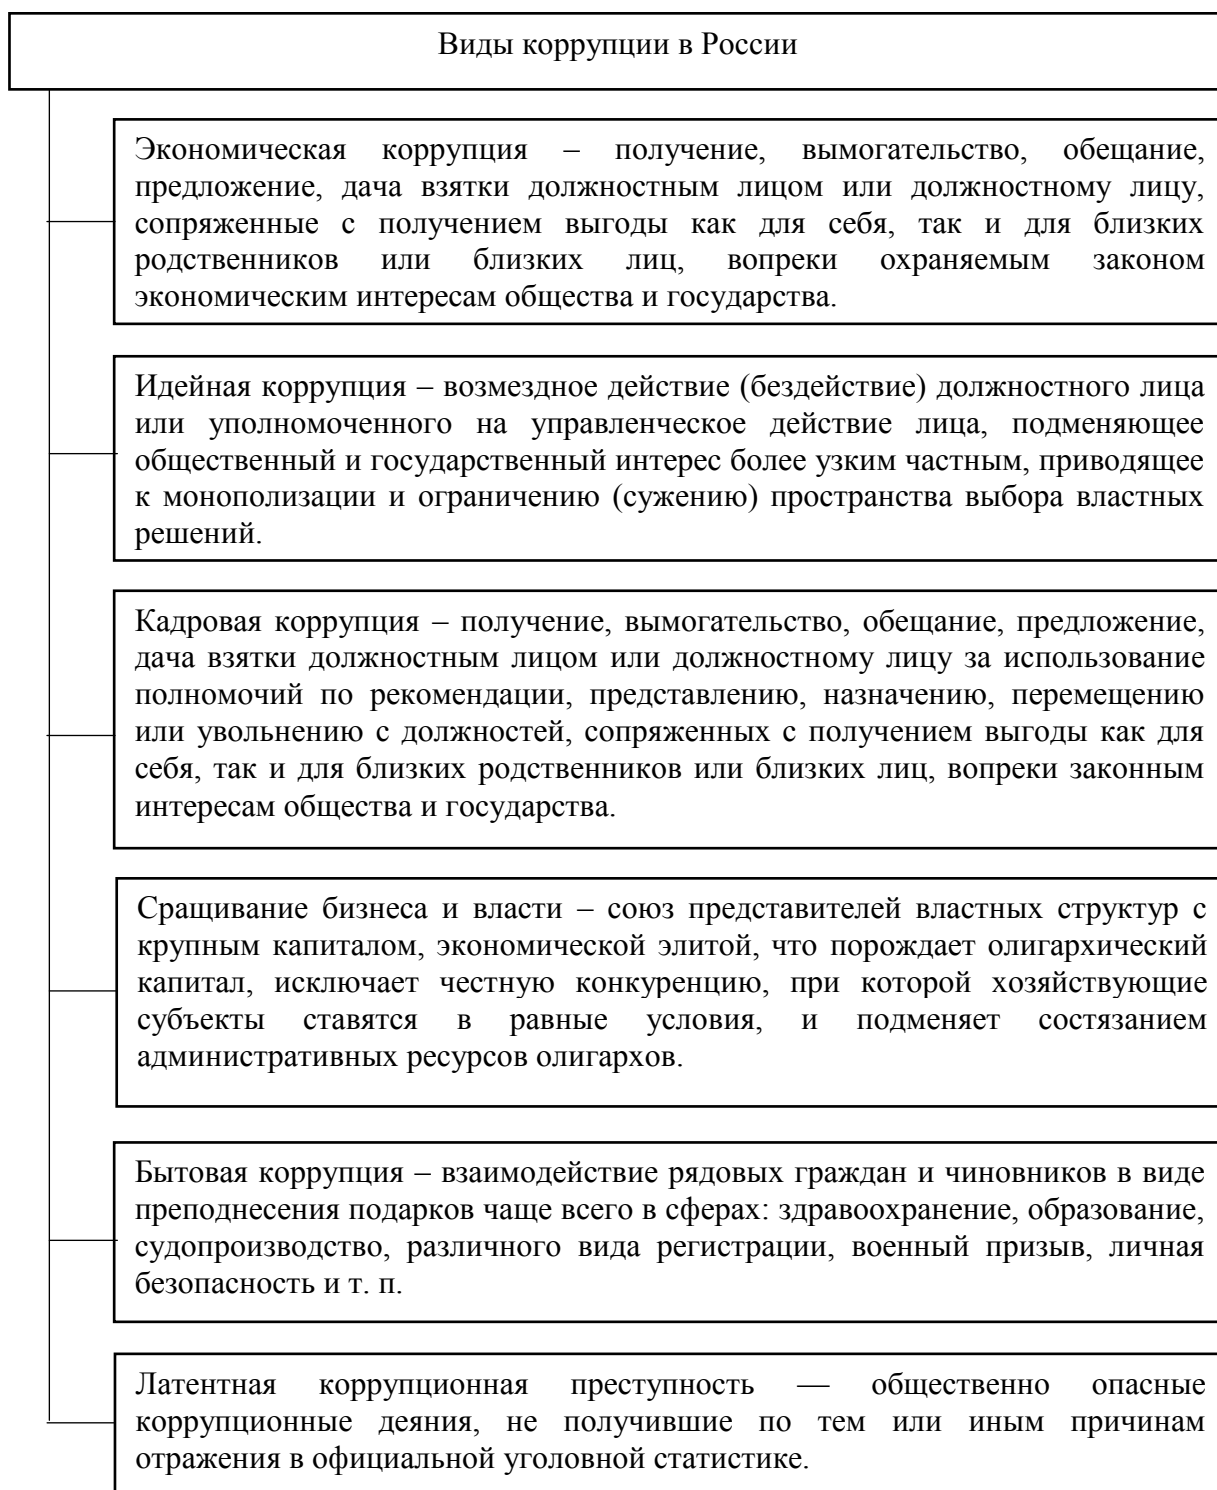 Виды коррупции в России
Экономическая коррупция – получение, вымогательство, обещание,
предложение, дача взятки должностным лицом или должностному лицу,
сопряженные с получением выгоды как для себя, так и для близких
родственников или близких лиц, вопреки охраняемым законом
экономическим интересам общества и государства.
Идейная коррупция – возмездное действие (бездействие) должностного лица
или уполномоченного на управленческое действие лица, подменяющее
общественный и государственный интерес более узким частным, приводящее
к монополизации и ограничению (сужению) пространства выбора властных
решений.
Кадровая коррупция – получение, вымогательство, обещание, предложение,
дача взятки должностным лицом или должностному лицу за использование
полномочий по рекомендации, представлению, назначению, перемещению
или увольнению с должностей, сопряженных с получением выгоды как для
себя, так и для близких родственников или близких лиц, вопреки законным
интересам общества и государства.
Сращивание бизнеса и власти – союз представителей властных структур с
крупным капиталом, экономической элитой, что порождает олигархический
капитал, исключает честную конкуренцию, при которой хозяйствующие
субъекты ставятся в равные условия, и подменяет состязанием
административных ресурсов олигархов.
Бытовая коррупция – взаимодействие рядовых граждан и чиновников в виде
преподнесения подарков чаще всего в сферах: здравоохранение, образование,
судопроизводство, различного вида регистрации, военный призыв, личная
безопасность и т. п.
Латентная коррупционная преступность — общественно опасные
коррупционные деяния, не получившие по тем или иным причинам
отражения в официальной уголовной статистике.